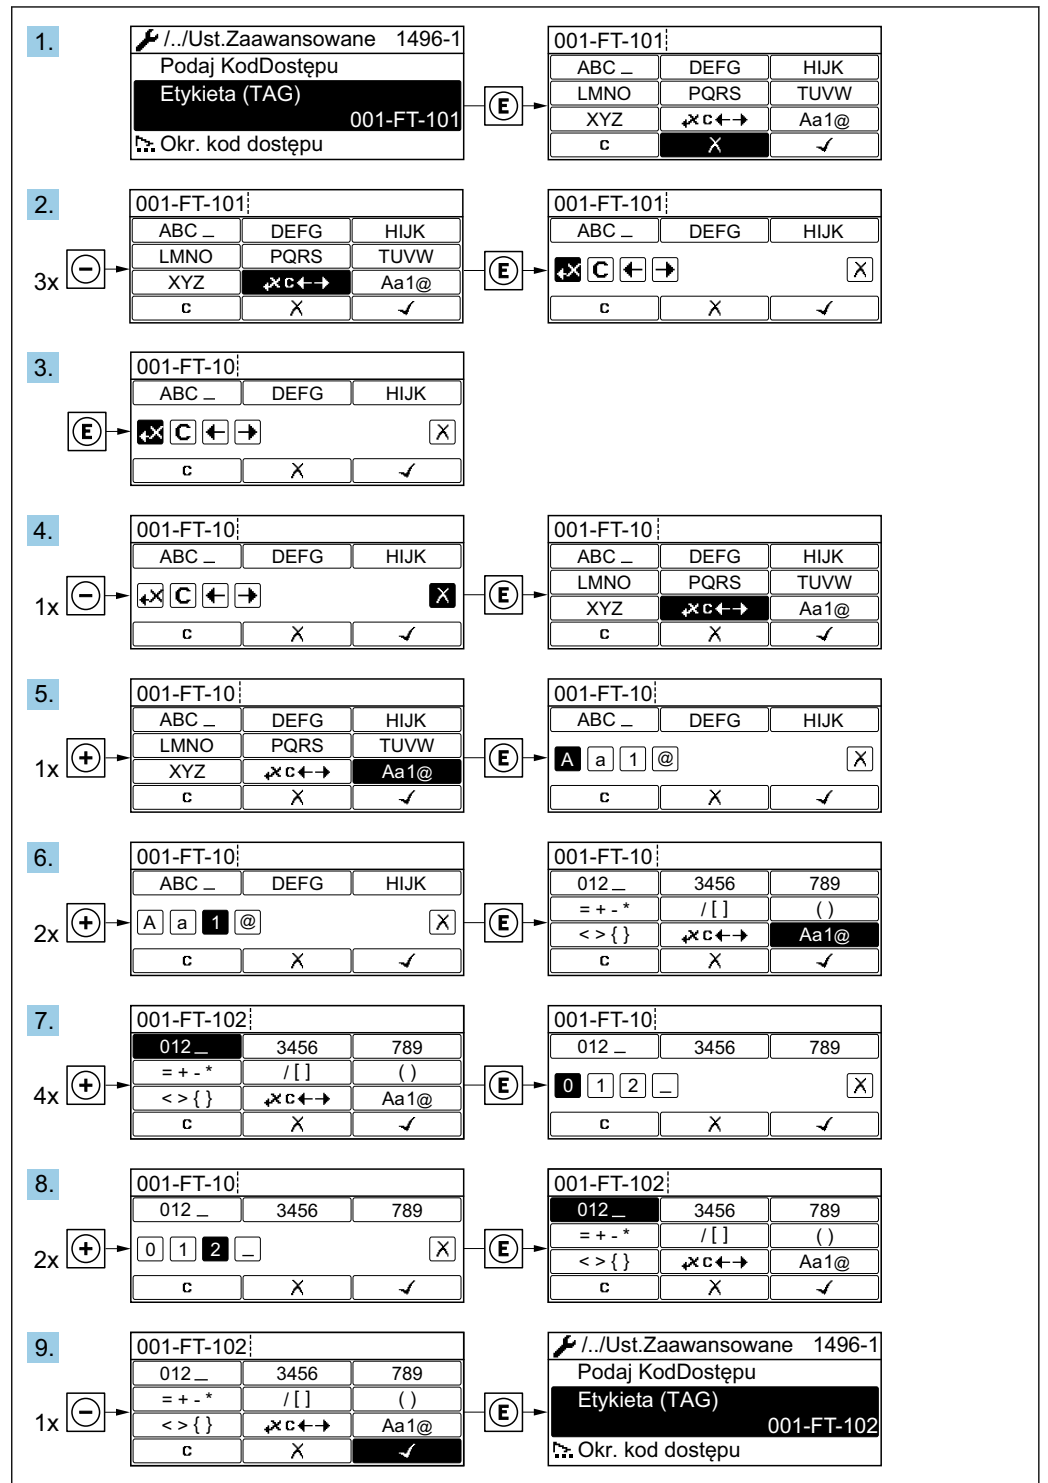 1.
/../Ust.Zaawansowane 1496-1
Podaj KodDostępu
Etykieta (TAG)
001-FT-101
Okr. kod dostępu
E
001-FT-101
ABC _ DEFG HIJK
LMNO PQRS TUVW
XYZ C Aa1@
C X ✓
2.
3x
001-FT-101
ABC _ DEFG HIJK
LMNO PQRS TUVW
XYZ C Aa1@
C X ✓
E
001-FT-101
ABC _ DEFG HIJK
C X
C X ✓
3.
E
001-FT-10
ABC _ DEFG HIJK
C X
C X ✓
4.
1x
001-FT-10
ABC _ DEFG HIJK
C X
C X ✓
E
001-FT-10
ABC _ DEFG HIJK
LMNO PQRS TUVW
XYZ C Aa1@
C X ✓
5.
1x
001-FT-10
ABC _ DEFG HIJK
LMNO PQRS TUVW
XYZ C Aa1@
C X ✓
E
001-FT-10
ABC _ DEFG HIJK
A a 1 @ X
C X ✓
6.
2x
001-FT-10
ABC _ DEFG HIJK
A a 1 @ X
C X ✓
E
001-FT-10
012 _ 3456 789
= + - * / [ ] ( )
< > { } C Aa1@
C X ✓
7.
4x
001-FT-102
012 _ 3456 789
= + - * / [ ] ( )
< > { } C Aa1@
C X ✓
E
001-FT-10
012 _ 3456 789
0 1 2 _ X
C X ✓
8.
2x
001-FT-10
012 _ 3456 789
0 1 2 _ X
C X ✓
E
001-FT-102
012 _ 3456 789
= + - * / [ ] ( )
< > { } C Aa1@
C X ✓
9.
1x
001-FT-102
012 _ 3456 789
= + - * / [ ] ( )
< > { } C Aa1@
C X ✓
E
/../Ust.Zaawansowane 1496-1
Podaj KodDostępu
Etykieta (TAG)
001-FT-102
Okr. kod dostępu